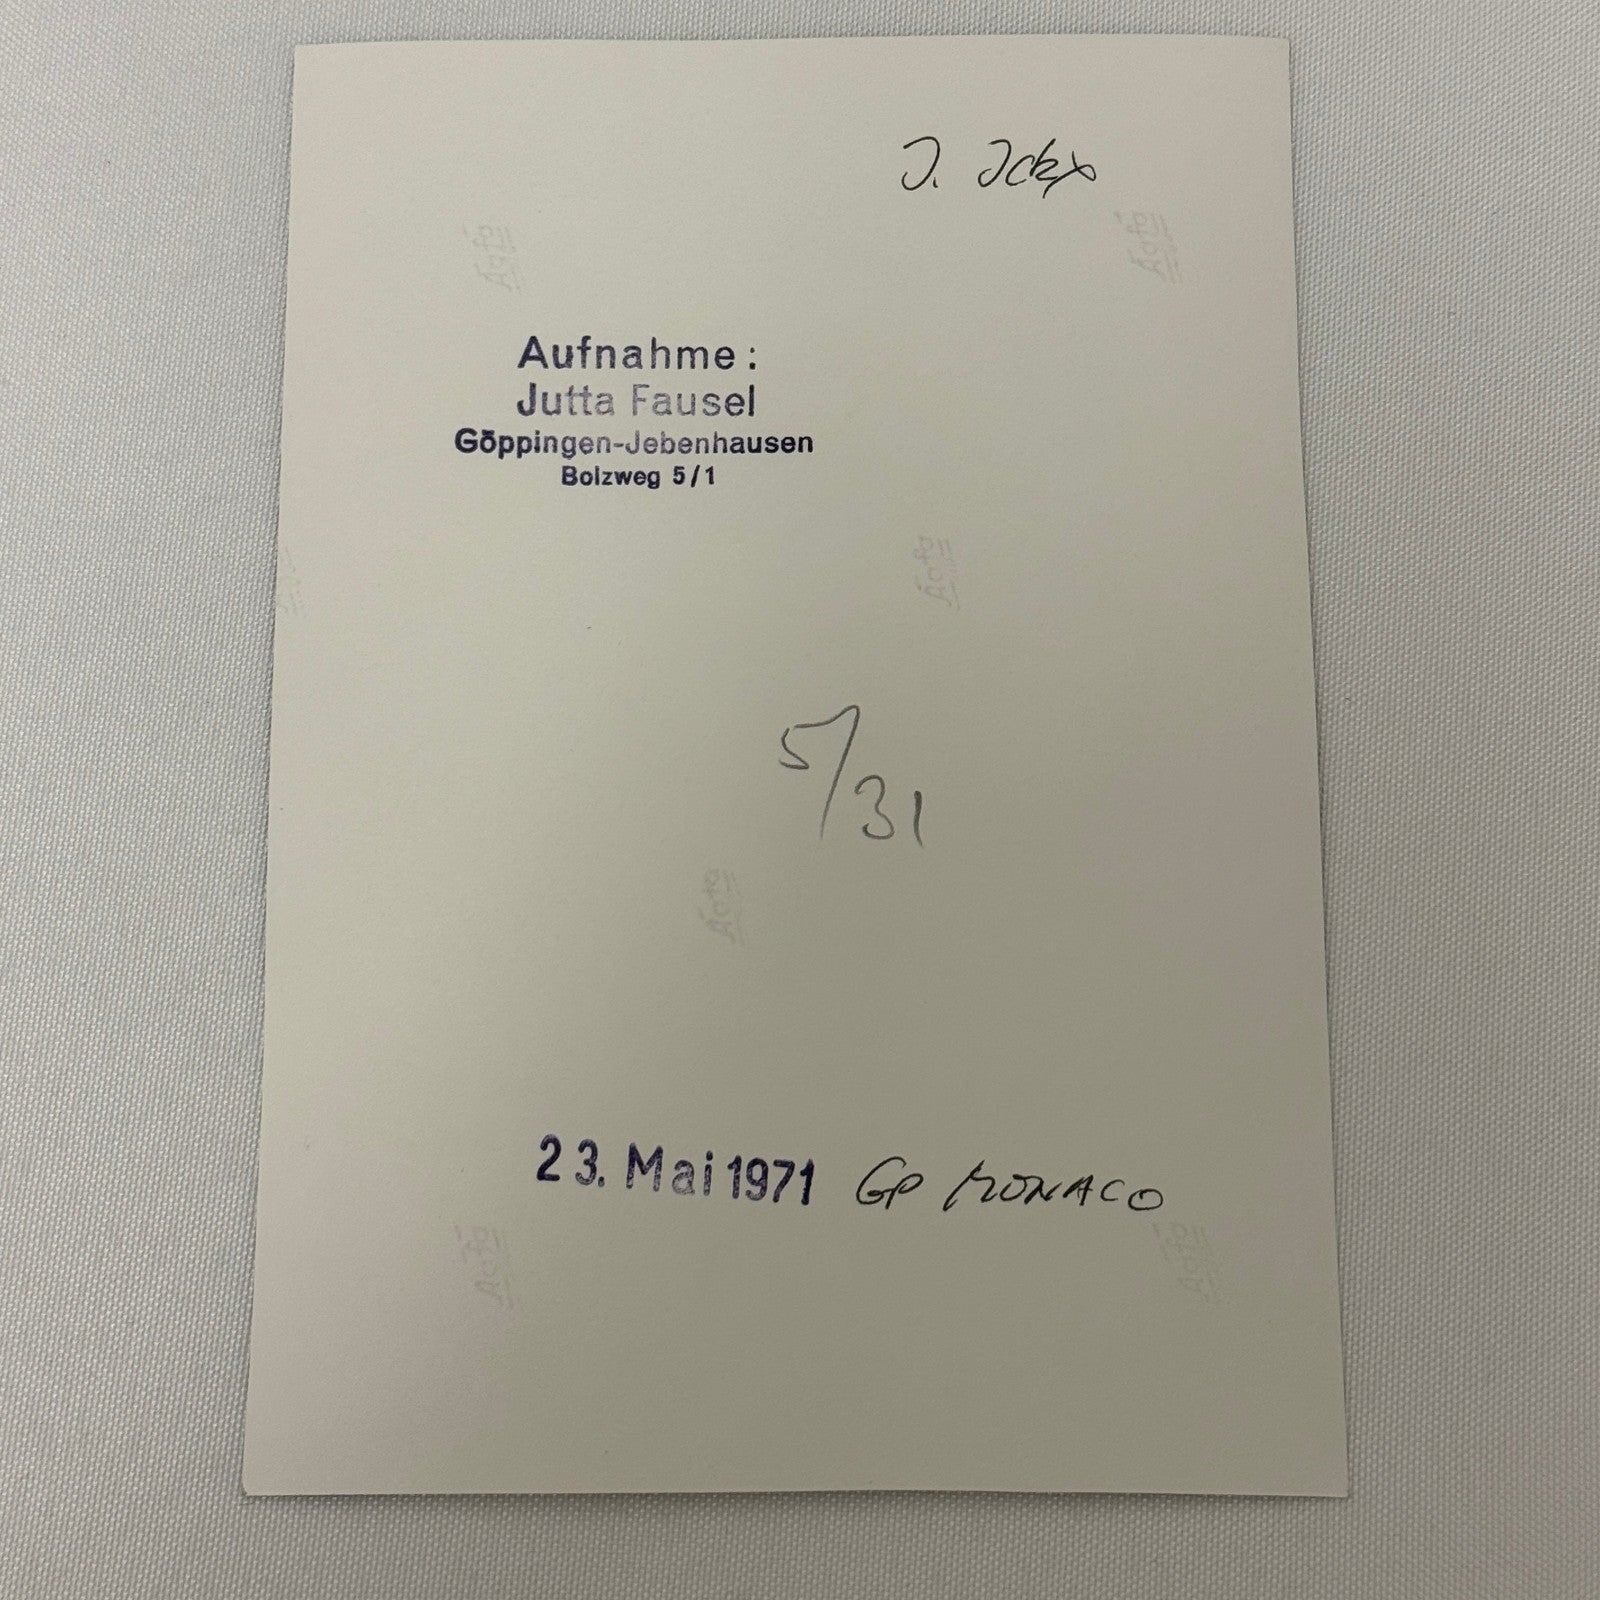 J. Ickx
Aufnahme:
Jutta Fausel
Göppingen-Jebenhausen
Bolzweg 5/1
5/31
23. Mai 1971 GP MONACO